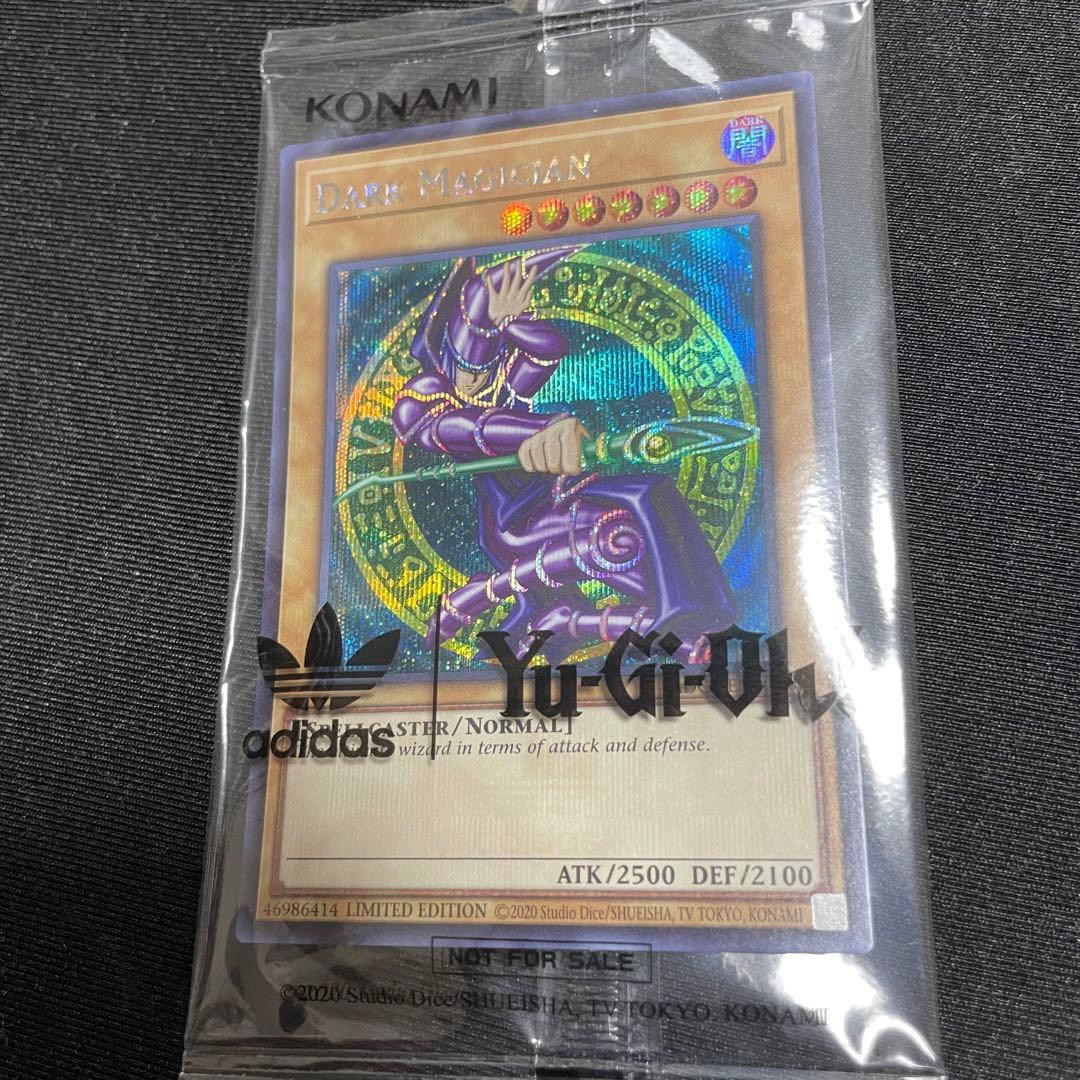 KONAMI
DARK MAGICIAN
DARK
闇
adidas
Yu-Gi-Oh!
[SPELLCASTER/NORMAL]
wizard in terms of attack and defense.
ATK/2500 DEF/2100
46986414 LIMITED EDITION ©2020 Studio Dice/SHUEISHA, TV TOKYO, KONAMI
NOT FOR SALE
©2020 Studio Dice/SHUEISHA, TV TOKYO, KONAMI